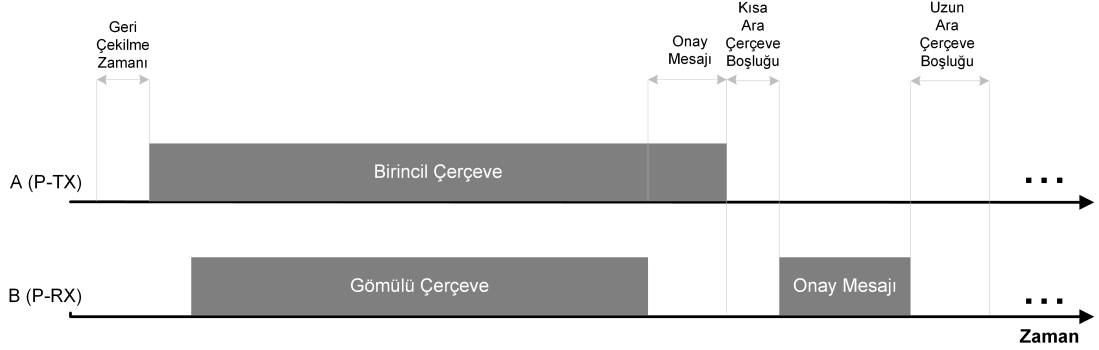 Geri
Çekilme
Zamanı
Onay
Mesajı
Kısa
Ara
Çerçeve
Boşluğu
Uzun
Ara
Çerçeve
Boşluğu
A (P-TX)
Birincil Çerçeve
...
B (P-RX)
Gömülü Çerçeve
Onay Mesajı
...
Zaman